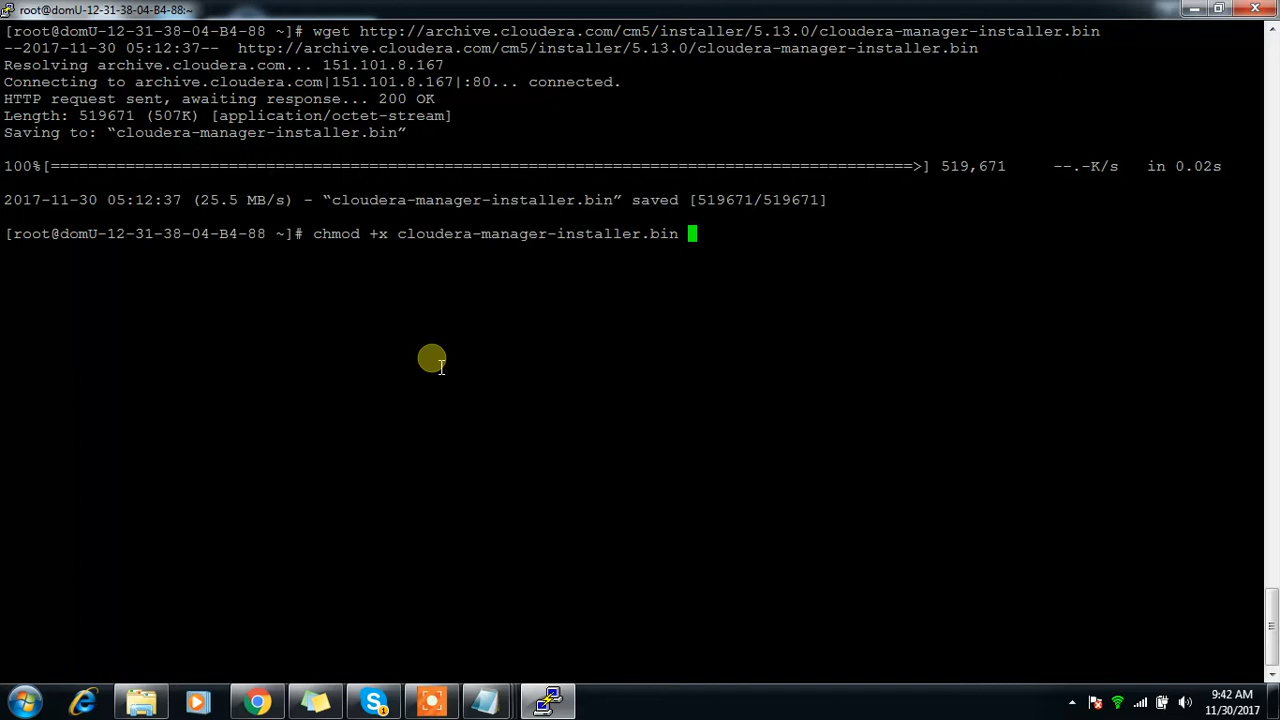 root@domU-12-31-38-04-B4-88:~
[root@domU-12-31-38-04-B4-88 ~]# wget http://archive.cloudera.com/cm5/installer/5.13.0/cloudera-manager-installer.bin
--2017-11-30 05:12:37--  http://archive.cloudera.com/cm5/installer/5.13.0/cloudera-manager-installer.bin
Resolving archive.cloudera.com... 151.101.8.167
Connecting to archive.cloudera.com|151.101.8.167|:80... connected.
HTTP request sent, awaiting response... 200 OK
Length: 519671 (507K) [application/octet-stream]
Saving to: “cloudera-manager-installer.bin”
100%[============================================================================================>] 519,671     --.-K/s   in 0.02s
2017-11-30 05:12:37 (25.5 MB/s) - “cloudera-manager-installer.bin” saved [519671/519671]
[root@domU-12-31-38-04-B4-88 ~]# chmod +x cloudera-manager-installer.bin
1
9:42 AM
11/30/2017